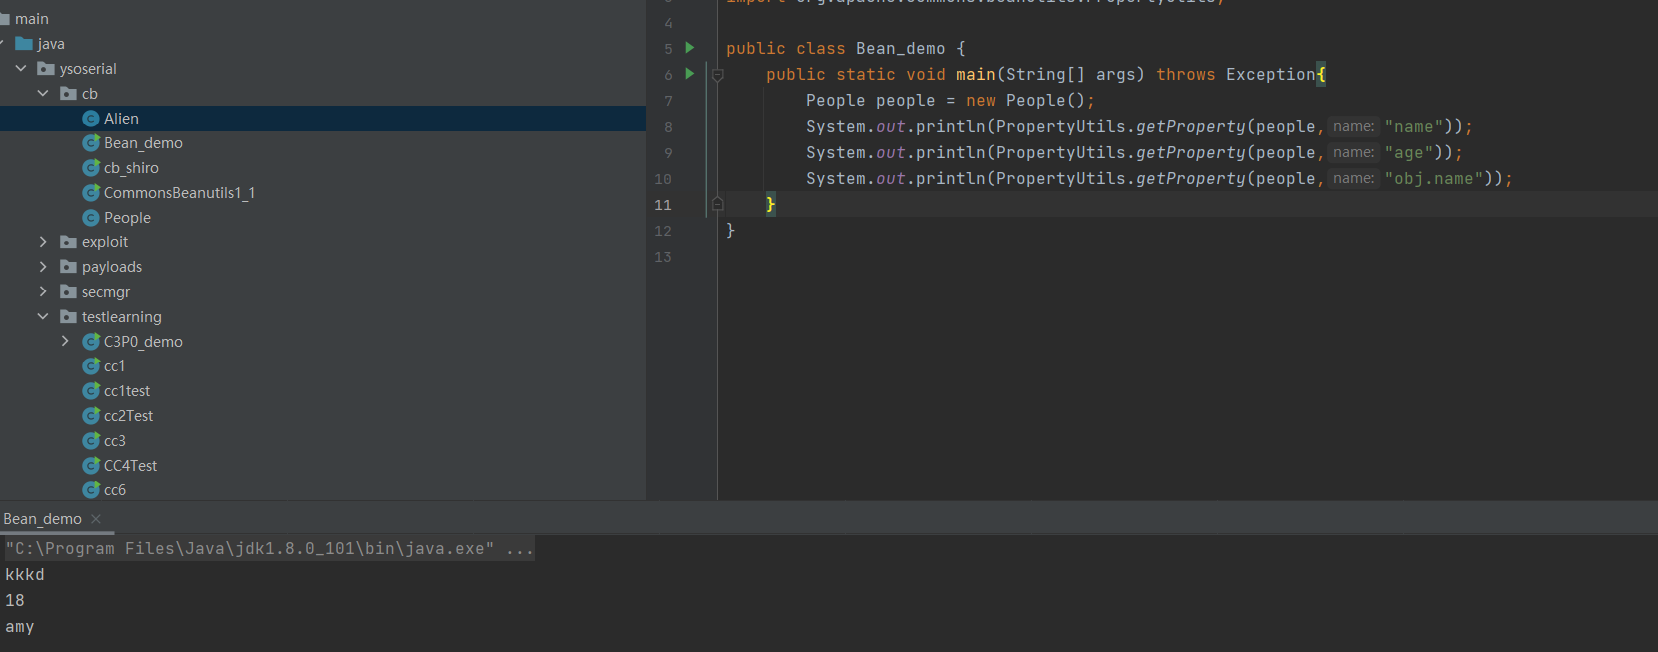 main
java
ysoserial
cb
Alien
Bean_demo
cb_shiro
CommonsBeanutils1_1
People
exploit
payloads
secmgr
testlearning
C3P0_demo
cc1
cc1test
cc2Test
cc3
CC4Test
cc6
4
5 public class Bean_demo {
6 public static void main(String[] args) throws Exception{
7 People people = new People();
8 System.out.println(PropertyUtils.getProperty(people, name: "name"));
9 System.out.println(PropertyUtils.getProperty(people, name: "age"));
10 System.out.println(PropertyUtils.getProperty(people, name: "obj.name"));
11 }
12 }
13
Bean_demo
"C:\Program Files\Java\jdk1.8.0_101\bin\java.exe" ...
kkkd
18
amy